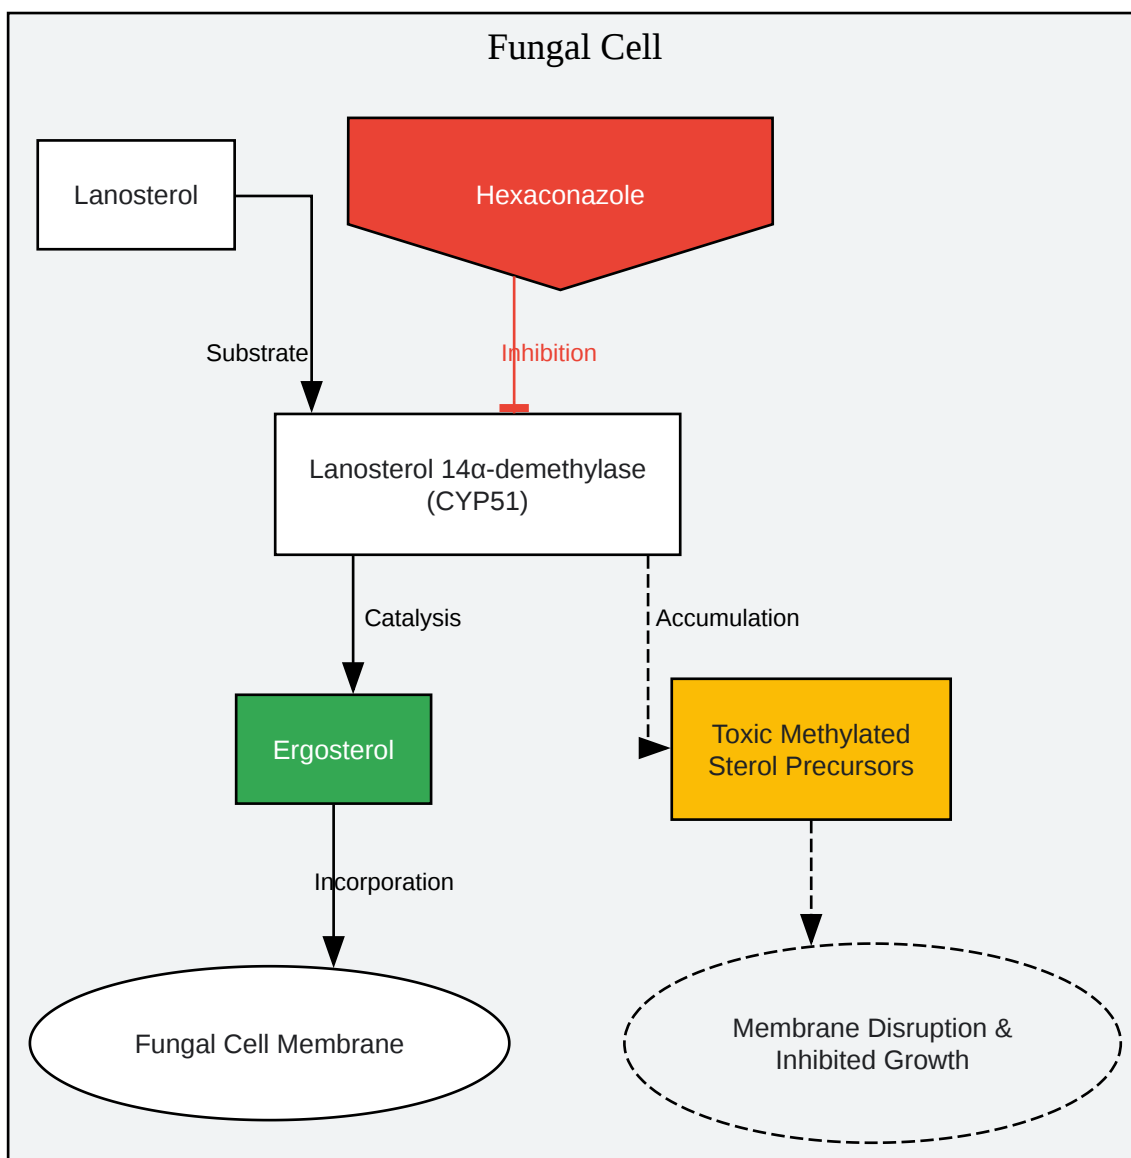 Fungal Cell
Lanosterol
Hexaconazole
Substrate
Inhibition
Lanosterol 14α-demethylase
(CYP51)
Catalysis
Accumulation
Ergosterol
Toxic Methylated
Sterol Precursors
Incorporation
Fungal Cell Membrane
Membrane Disruption &
Inhibited Growth